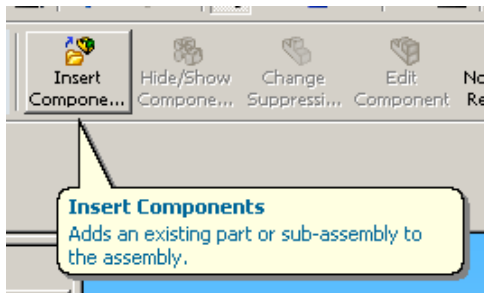 Insert Hide/Show Change Edit No
Compone... Compone... Suppressi... Component Re
Insert Components
Adds an existing part or sub-assembly to
the assembly.